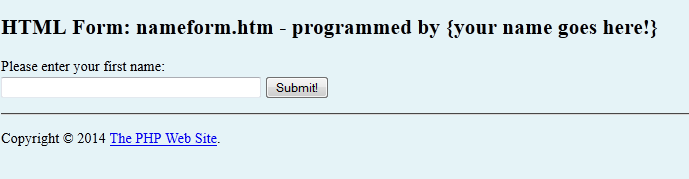 HTML Form: nameform.htm - programmed by {your name goes here!}
Please enter your first name:
Submit!
Copyright © 2014 The PHP Web Site.